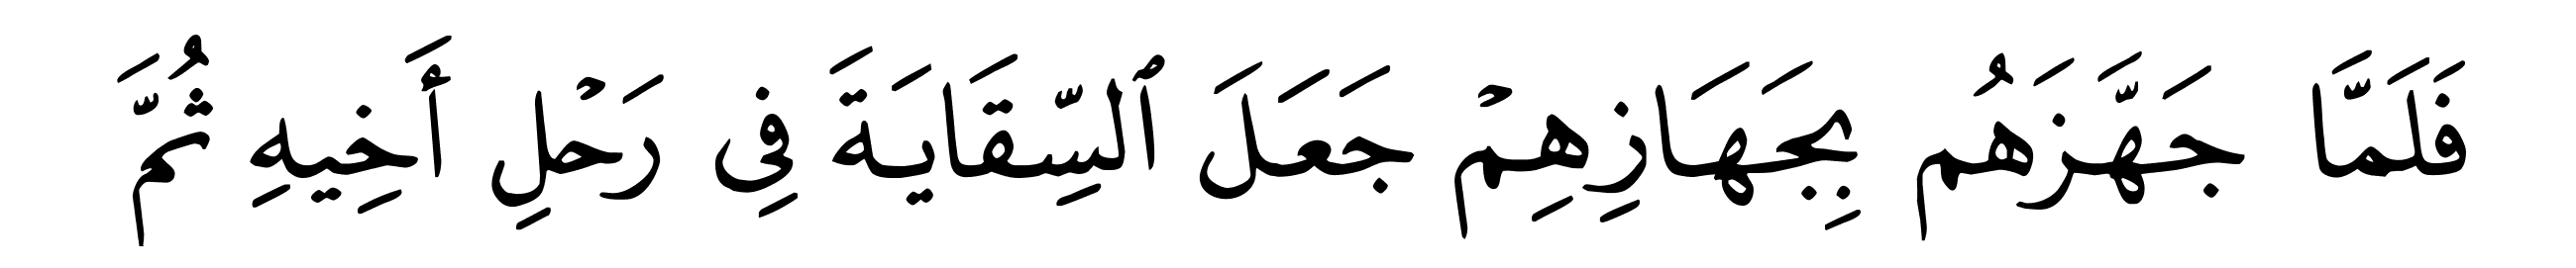 فَلَمَّا جَهَّزَهُم بِجَهَازِهِمْ جَعَلَ ٱلسِّقَايَةَ فِى رَحْلِ أَخِيهِ ثُمَّ